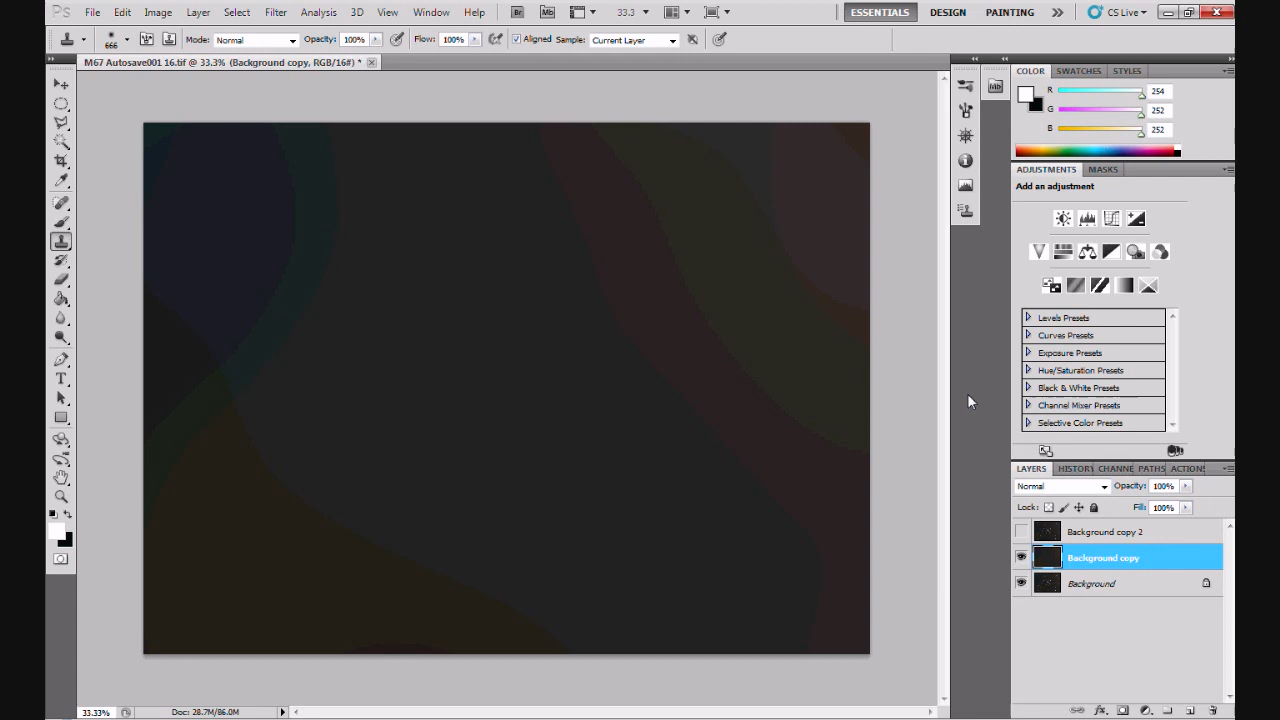 PS File Edit Image Layer Select Filter Analysis 3D View Window Help Br Mb 33.3 ESSENTIALS DESIGN PAINTING CS Live
666 Mode: Normal Opacity: 100% Flow: 100% Aligned Sample: Current Layer
M67 Autosave001 16.tif @ 33.3% (Background copy, RGB/16#) *
COLOR SWATCHES STYLES
Mb
R 254
G 252
B 252
ADJUSTMENTS MASKS
Add an adjustment
Levels Presets
Curves Presets
Exposure Presets
Hue/Saturation Presets
Black & White Presets
Channel Mixer Presets
Selective Color Presets
LAYERS HISTORY CHANNE PATHS ACTIONS
Normal Opacity: 100%
Lock: Fill: 100%
Background copy 2
Background copy
Background
T
33.33% Doc: 28.7M/86.0M
fx